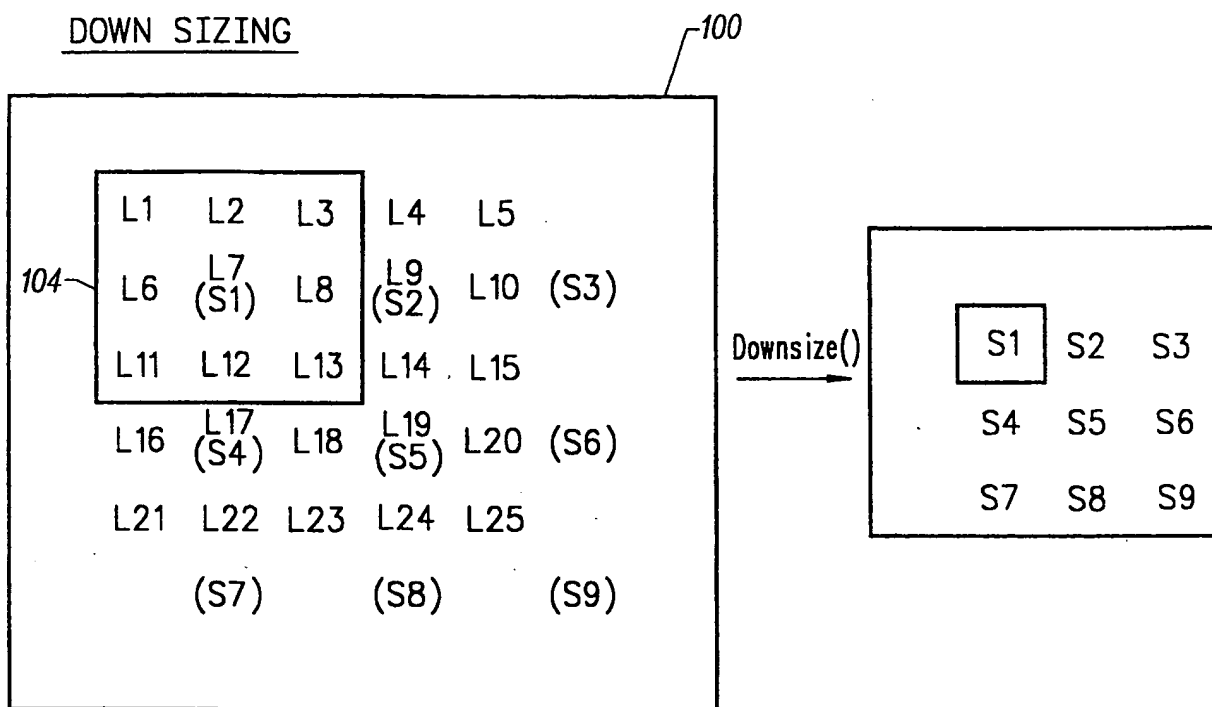 DOWN SIZING
100
L1 L2 L3 L4 L5
104
L6 L7 (S1) L8 L9 (S2) L10 (S3)
L11 L12 L13 L14 L15
L16 L17 (S4) L18 L19 (S5) L20 (S6)
L21 L22 L23 L24 L25
(S7) (S8) (S9)
Downsize()
S1 S2 S3
S4 S5 S6
S7 S8 S9